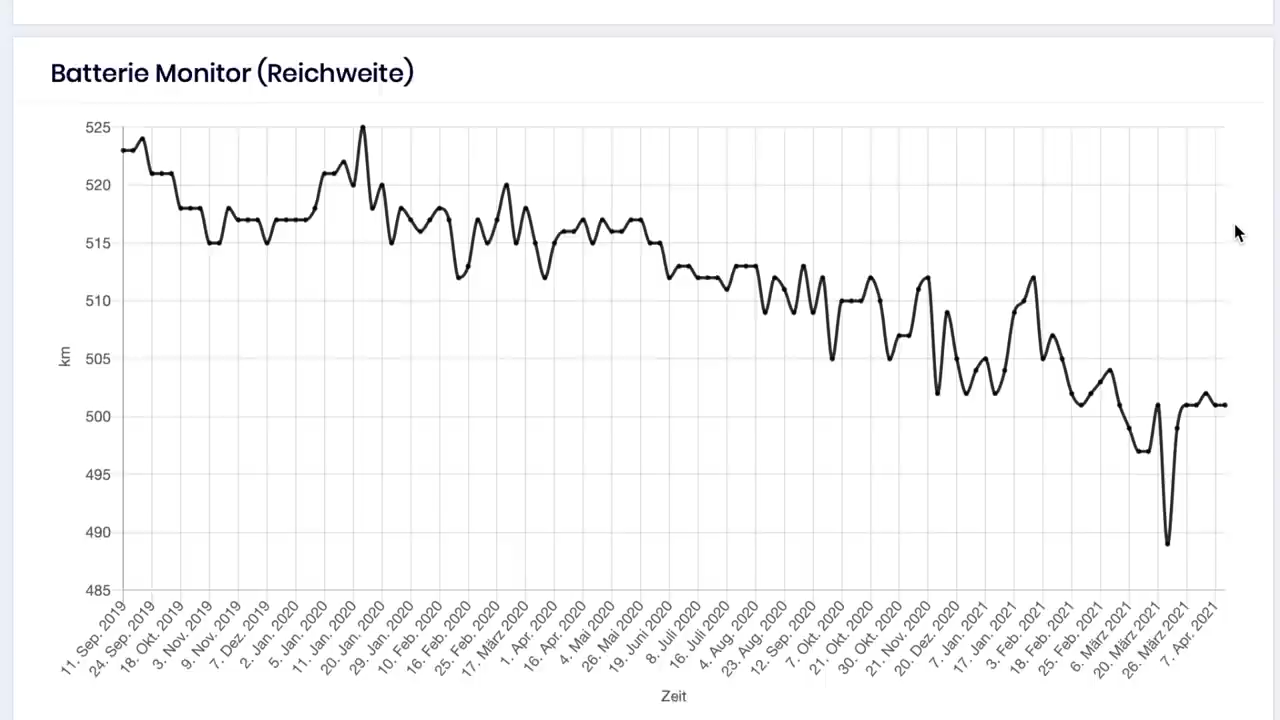 Batterie Monitor (Reichweite)
525
520
515
510
505
500
495
490
485
km
11. Sep. 2019
24. Sep. 2019
18. Okt. 2019
3. Nov. 2019
9. Nov. 2019
7. Dez. 2019
2. Jan. 2020
5. Jan. 2020
11. Jan. 2020
20. Jan. 2020
29. Jan. 2020
10. Feb. 2020
16. Feb. 2020
25. Feb. 2020
17. März 2020
1. Apr. 2020
16. Apr. 2020
4. Mai 2020
26. Mai 2020
19. Juni 2020
8. Juli 2020
16. Juli 2020
4. Aug. 2020
23. Aug. 2020
12. Sep. 2020
7. Okt. 2020
21. Okt. 2020
30. Okt. 2020
21. Nov. 2020
20. Dez. 2020
7. Jan. 2021
17. Jan. 2021
3. Feb. 2021
18. Feb. 2021
25. Feb. 2021
6. März 2021
20. März 2021
26. März 2021
7. Apr. 2021
Zeit